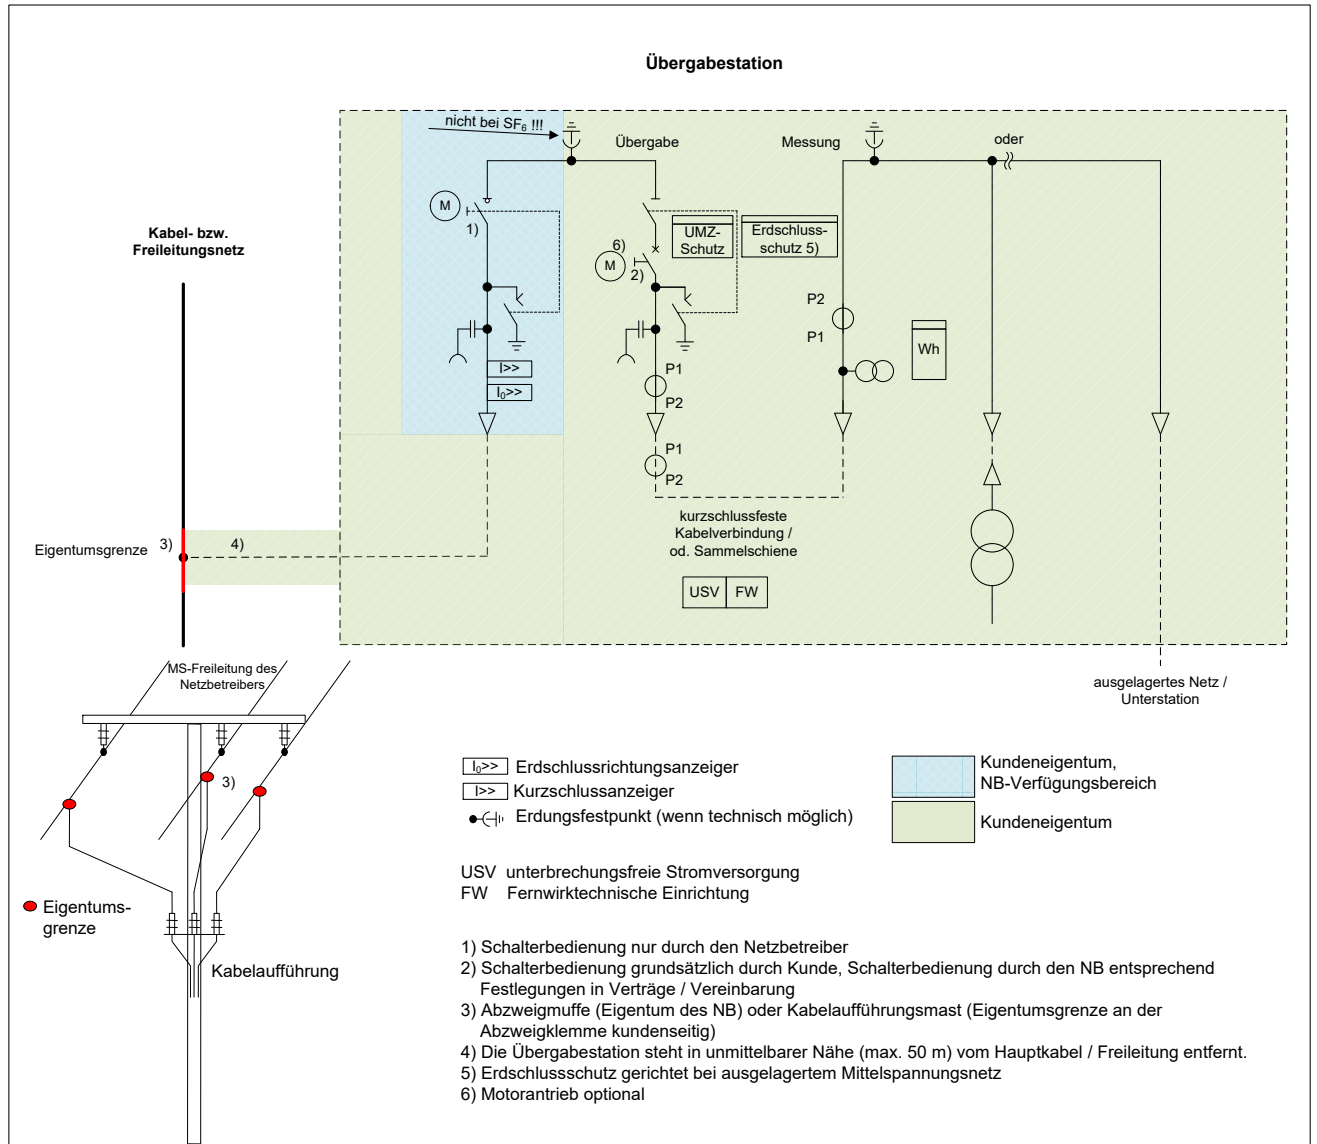 Übergabestation
nicht bei SF₆ !!!
Übergabe
Messung
oder
M
1)
Kabel- bzw.
Freileitungsnetz
6)
M
2)
UMZ-
Schutz
Erdschluss-
schutz 5)
P2
P1
Wh
I>>
I₀>>
P1
P2
P1
P2
kurzschlussfeste
Kabelverbindung /
od. Sammelschiene
Eigentumsgrenze
3)
4)
USV
FW
MS-Freileitung des
Netzbetreibers
ausgelagertes Netz /
Unterstation
3)
Eigentums-
grenze
Kabelaufführung
I₀>> Erdschlussrichtungsanzeiger
I>> Kurzschlussanzeiger
Erdungsfestpunkt (wenn technisch möglich)
Kundeneigentum,
NB-Verfügungsbereich
Kundeneigentum
USV unterbrechungsfreie Stromversorgung
FW Fernwirktechnische Einrichtung
1) Schalterbedienung nur durch den Netzbetreiber
2) Schalterbedienung grundsätzlich durch Kunde, Schalterbedienung durch den NB entsprechend
Festlegungen in Verträge / Vereinbarung
3) Abzweigmuffe (Eigentum des NB) oder Kabelaufführungsmast (Eigentumsgrenze an der
Abzweigklemme kundenseitig)
4) Die Übergabestation steht in unmittelbarer Nähe (max. 50 m) vom Hauptkabel / Freileitung entfernt.
5) Erdschlussschutz gerichtet bei ausgelagertem Mittelspannungsnetz
6) Motorantrieb optional